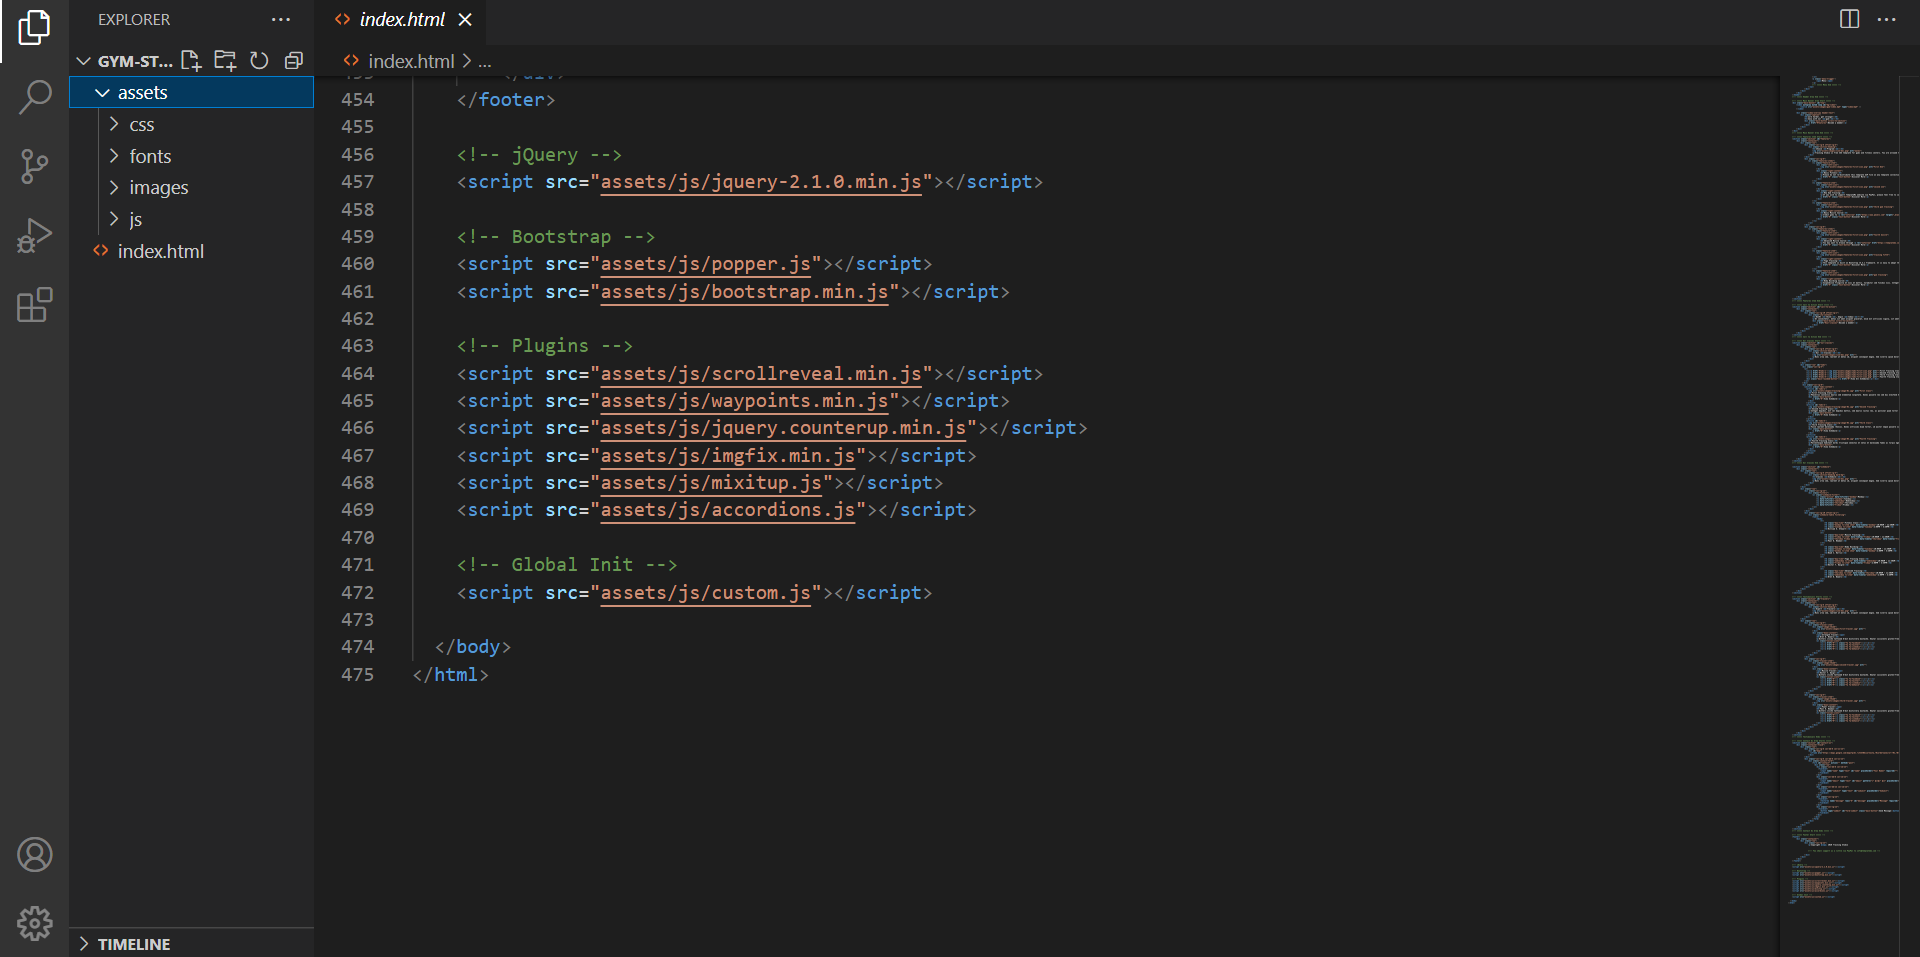 EXPLORER
GYM-ST...
assets
css
fonts
images
js
index.html
TIMELINE
index.html
index.html > ...
454 </footer>
455
456 <!-- jQuery -->
457 <script src="assets/js/jquery-2.1.0.min.js"></script>
458
459 <!-- Bootstrap -->
460 <script src="assets/js/popper.js"></script>
461 <script src="assets/js/bootstrap.min.js"></script>
462
463 <!-- Plugins -->
464 <script src="assets/js/scrollreveal.min.js"></script>
465 <script src="assets/js/waypoints.min.js"></script>
466 <script src="assets/js/jquery.counterup.min.js"></script>
467 <script src="assets/js/imgfix.min.js"></script>
468 <script src="assets/js/mixitup.js"></script>
469 <script src="assets/js/accordions.js"></script>
470
471 <!-- Global Init -->
472 <script src="assets/js/custom.js"></script>
473
474 </body>
475 </html>